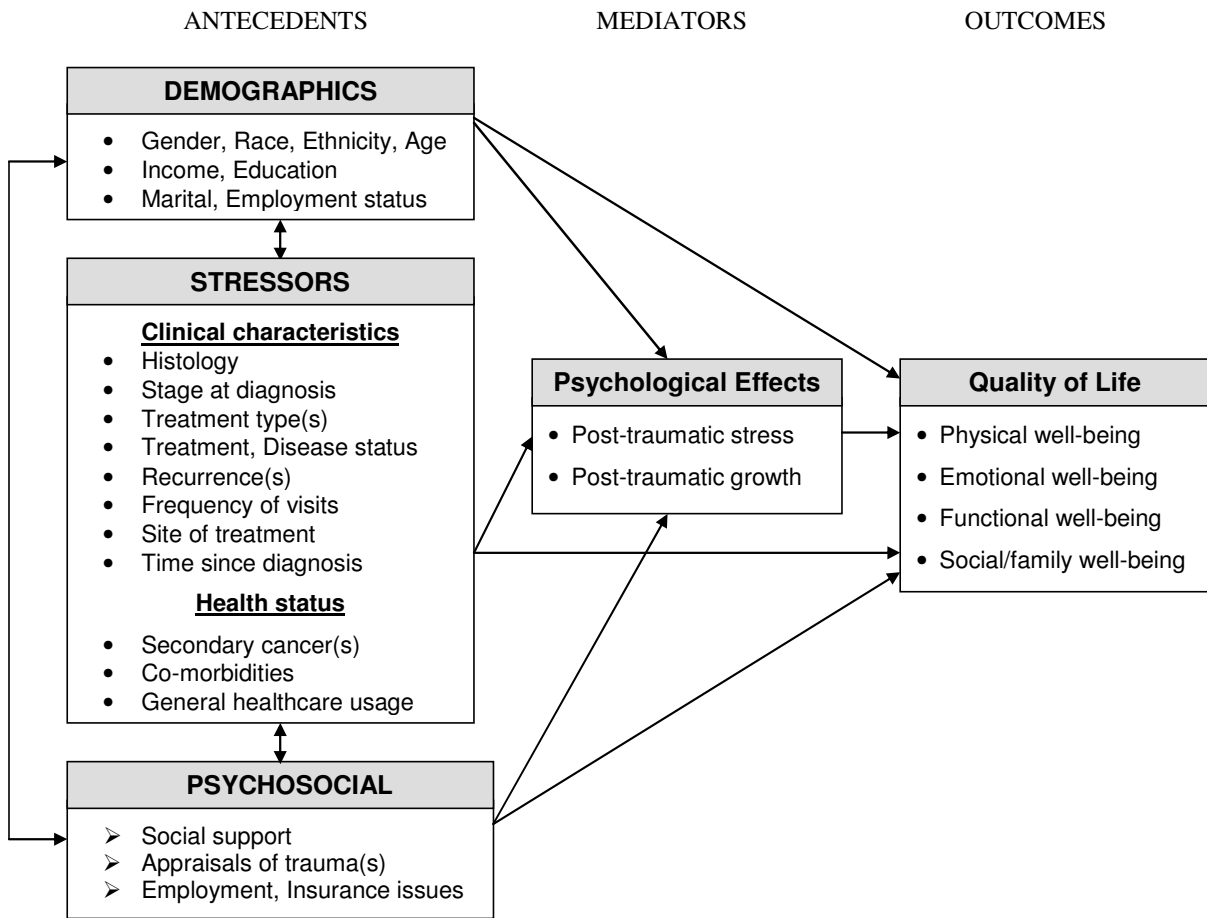 ANTECEDENTS MEDIATORS OUTCOMES
DEMOGRAPHICS
• Gender, Race, Ethnicity, Age
• Income, Education
• Marital, Employment status
STRESSORS
Clinical characteristics
• Histology
• Stage at diagnosis
• Treatment type(s)
• Treatment, Disease status
• Recurrence(s)
• Frequency of visits
• Site of treatment
• Time since diagnosis
Health status
• Secondary cancer(s)
• Co-morbidities
• General healthcare usage
PSYCHOSOCIAL
➢ Social support
➢ Appraisals of trauma(s)
➢ Employment, Insurance issues
Psychological Effects
• Post-traumatic stress
• Post-traumatic growth
Quality of Life
• Physical well-being
• Emotional well-being
• Functional well-being
• Social/family well-being